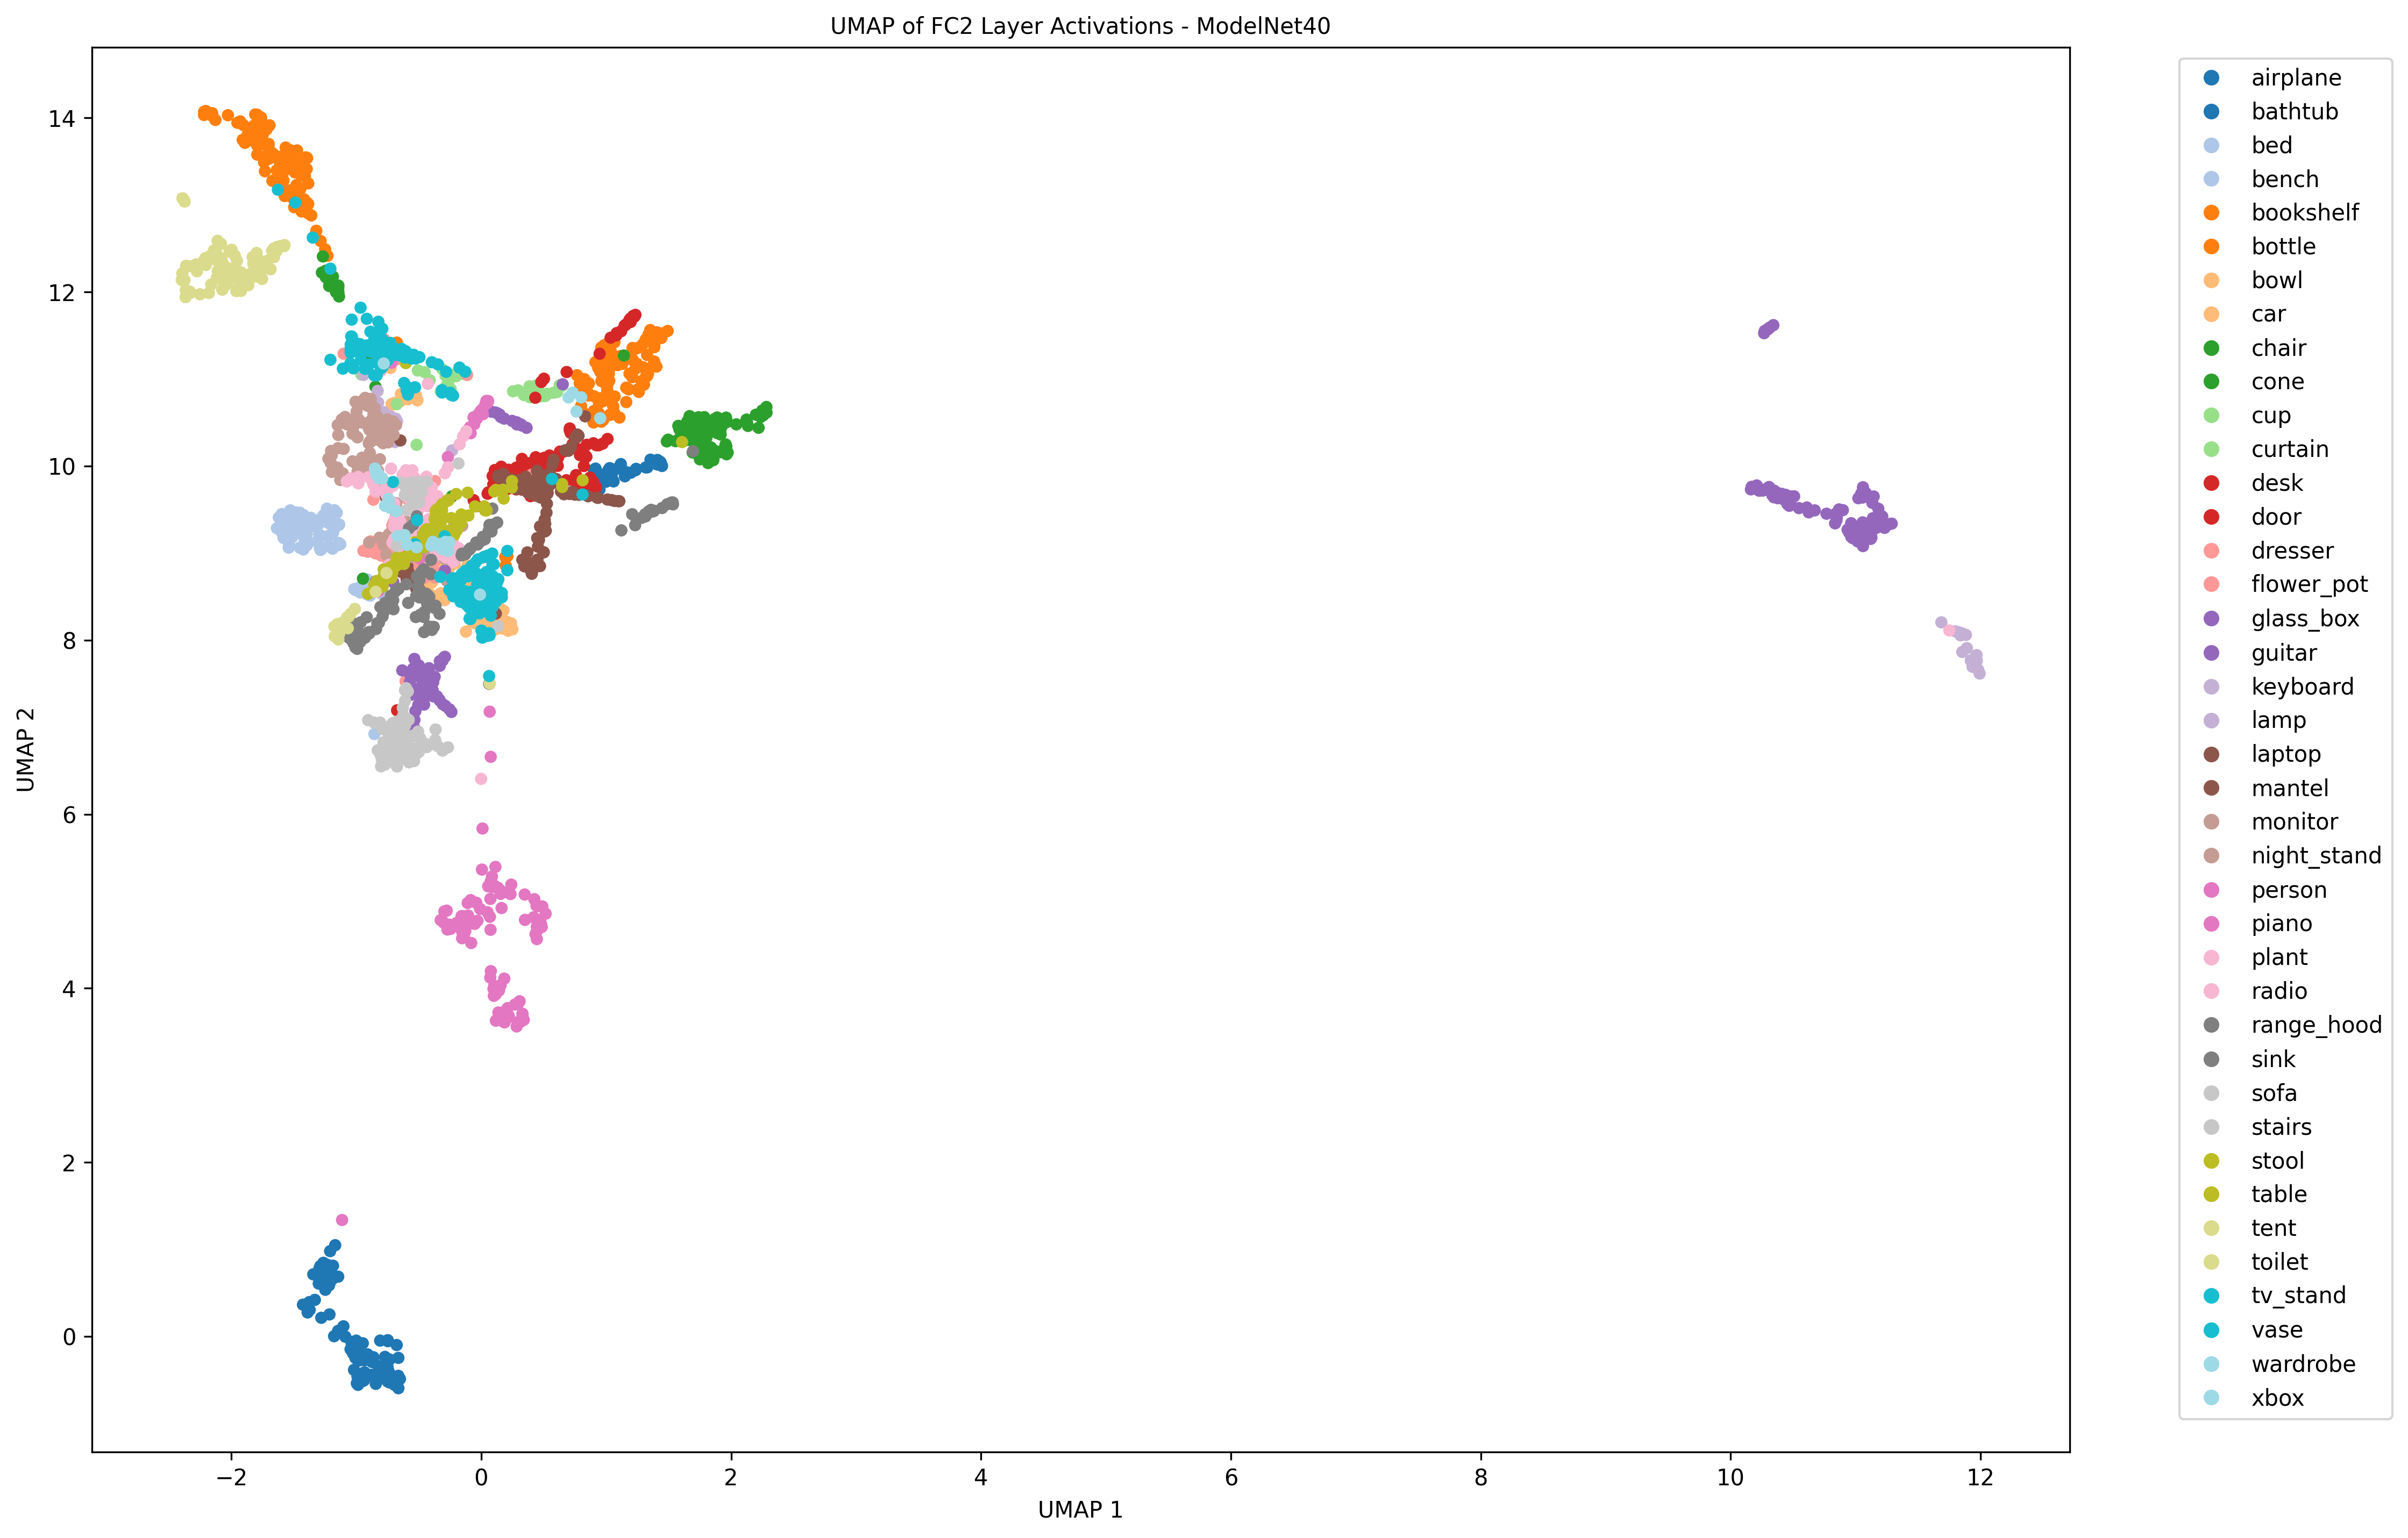 UMAP of FC2 Layer Activations - ModelNet40
UMAP 2
14
12
10
8
6
4
2
0
−2
0
2
4
6
8
10
12
UMAP 1
airplane
bathtub
bed
bench
bookshelf
bottle
bowl
car
chair
cone
cup
curtain
desk
door
dresser
flower_pot
glass_box
guitar
keyboard
lamp
laptop
mantel
monitor
night_stand
person
piano
plant
radio
range_hood
sink
sofa
stairs
stool
table
tent
toilet
tv_stand
vase
wardrobe
xbox